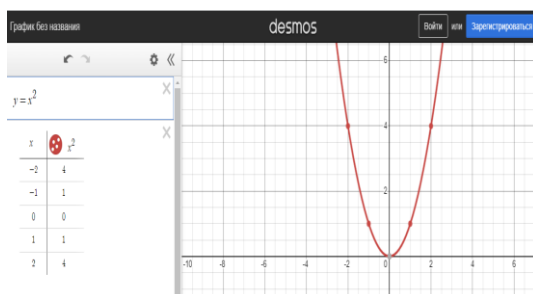 График без названия
desmos
Войти или Зарегистрироваться
y = x²
x x²
-2 4
-1 1
0 0
1 1
2 4
6
4
2
-10 -8 -6 -4 -2 0 2 4 6